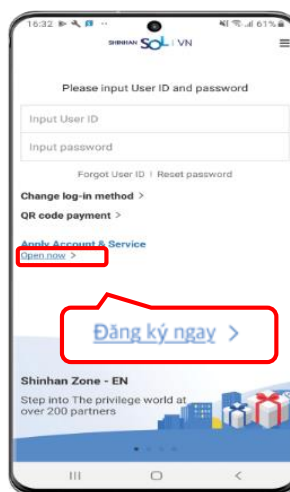 16:32
61%
SHINHAN SOL VN
Please input User ID and password
Input User ID
Input password
Forgot User ID | Reset password
Change log-in method >
QR code payment >
Apply Account & Service
Open now >
Đăng ký ngay >
Shinhan Zone - EN
Step into The privilege world at
over 200 partners